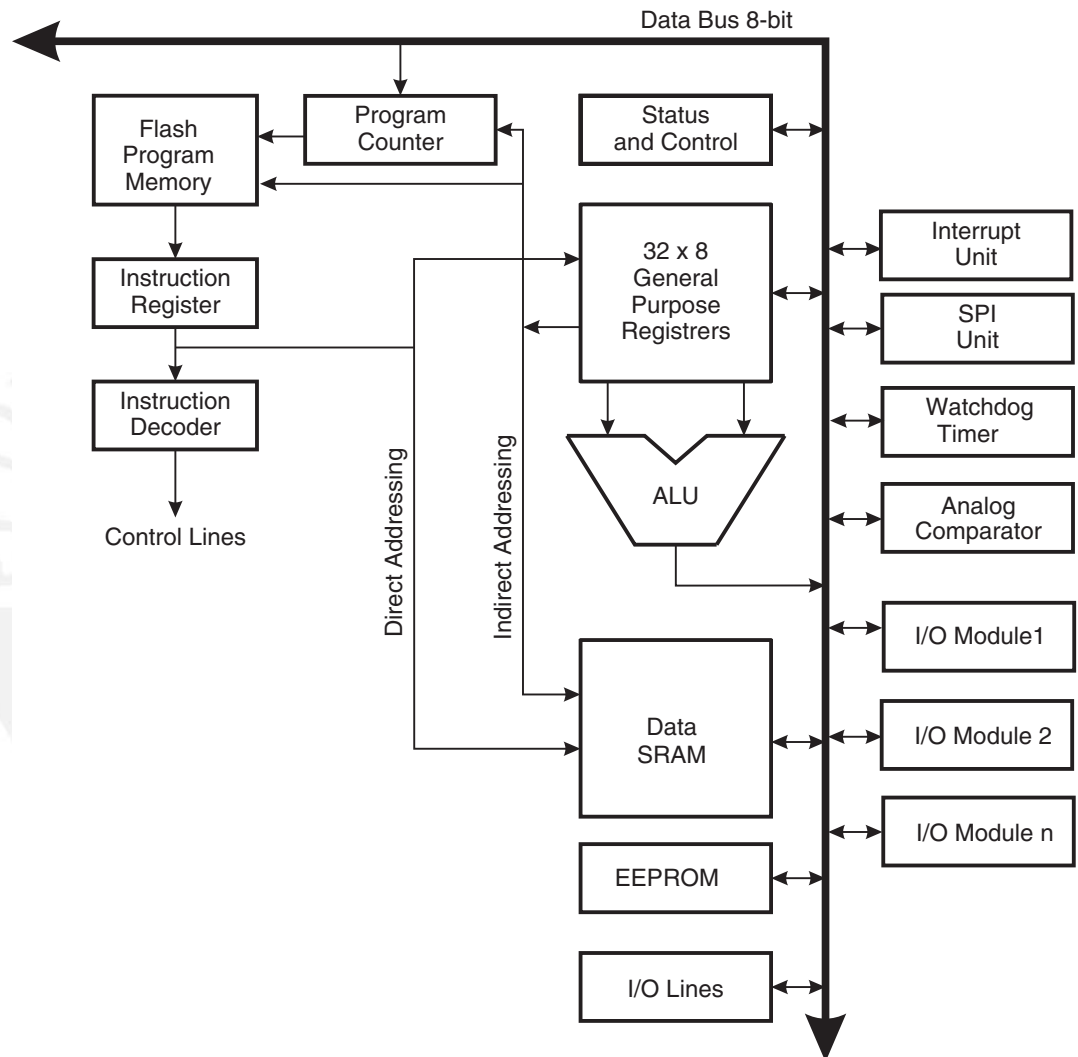 Data Bus 8-bit
Flash
Program
Memory
Program
Counter
Status
and Control
32 x 8
General
Purpose
Registrers
Interrupt
Unit
Instruction
Register
SPI
Unit
Instruction
Decoder
Watchdog
Timer
Direct Addressing
Indirect Addressing
ALU
Analog
Comparator
Control Lines
I/O Module1
Data
SRAM
I/O Module 2
I/O Module n
EEPROM
I/O Lines